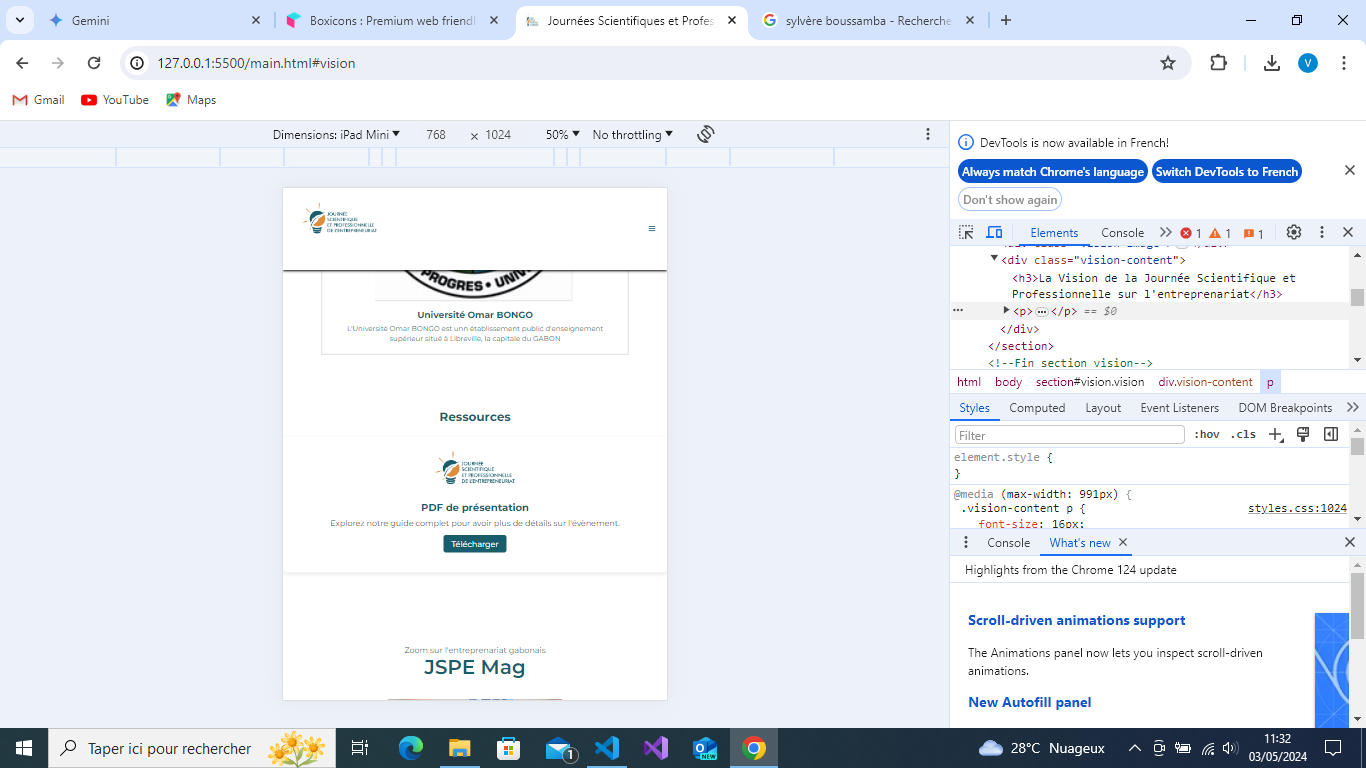 Gemini
Boxicons : Premium web friendl
Journées Scientifiques et Profes
sylvère boussamba - Recherche
127.0.0.1:5500/main.html#vision
V
Gmail
YouTube
Maps
Dimensions: iPad Mini
768
×
1024
50%
No throttling
DevTools is now available in French!
Always match Chrome's language
Switch DevTools to French
Don't show again
Elements
Console
1
1
1
JOURNÉE
SCIENTIFIQUE
ET PROFESSIONNELLE
DE L'ENTREPRENEURIAT
PROGRES • UNIV
Université Omar BONGO
L'Université Omar BONGO est unn établissement public d'enseignement
supérieur situé à Libreville, la capitale du GABON
Ressources
JOURNÉE
SCIENTIFIQUE
ET PROFESSIONNELLE
DE L'ENTREPRENEURIAT
PDF de présentation
Explorez notre guide complet pour avoir plus de détails sur l'évènement.
Télécharger
Zoom sur l'entreprenariat gabonais
JSPE Mag
<div class="vision-content">
<h3>La Vision de la Journée Scientifique et
Professionnelle sur l'entreprenariat</h3>
<p> ••• </p> == $0
</div>
</section>
<!--Fin section vision-->
html
body
section#vision.vision
div.vision-content
p
Styles
Computed
Layout
Event Listeners
DOM Breakpoints
Filter
:hov
.cls
element.style {
}
@media (max-width: 991px) {
.vision-content p {
styles.css:1024
font-size: 16px;
Console
What's new
Highlights from the Chrome 124 update
Scroll-driven animations support
The Animations panel now lets you inspect scroll-driven
animations.
New Autofill panel
Taper ici pour rechercher
1
NEW
28°C Nuageux
11:32
03/05/2024